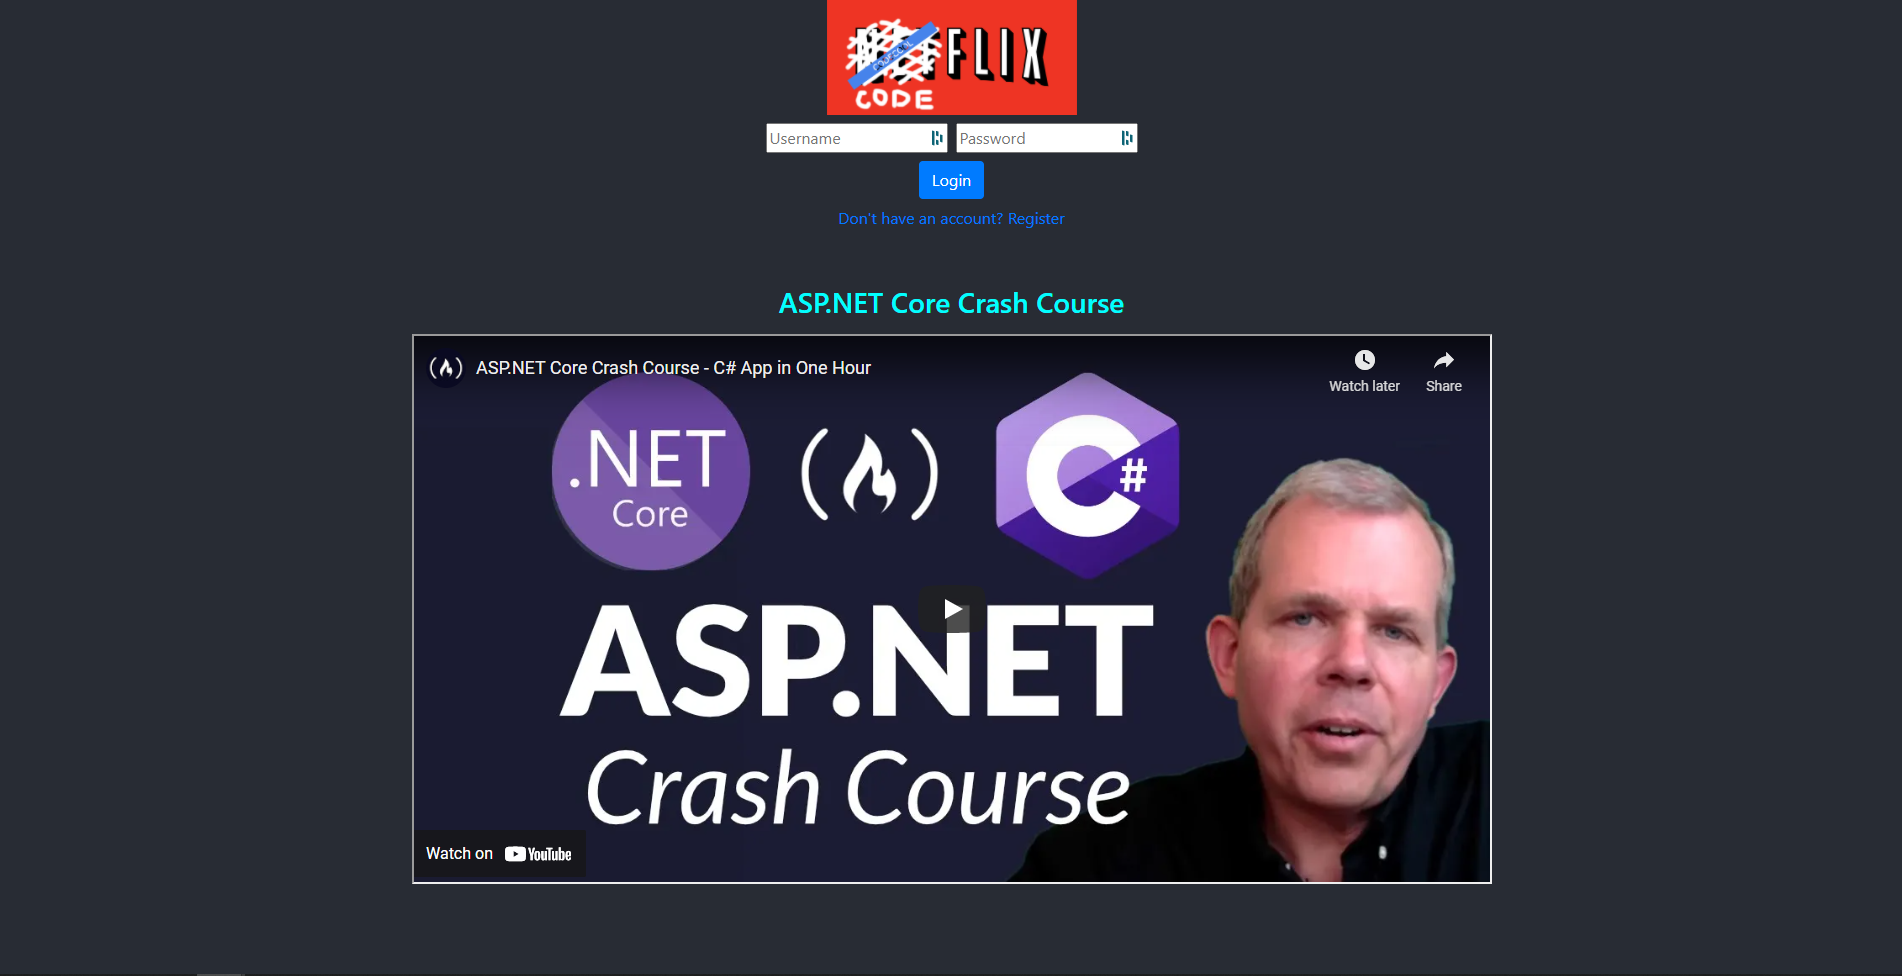 FLIX
CODE
Username
Password
Login
Don't have an account? Register
ASP.NET Core Crash Course
ASP.NET Core Crash Course - C# App in One Hour
Watch later
Share
.NET
Core
C#
ASP.NET
Crash Course
Watch on YouTube